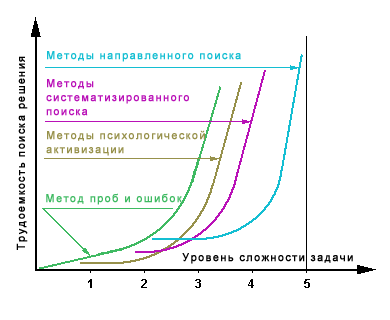 Методы направленного поиска
Методы
систематизированного
поиска
Методы психологической
активизации
Метод проб и ошибок
Трудоемкость поиска решения
Уровень сложности задачи
1 2 3 4 5